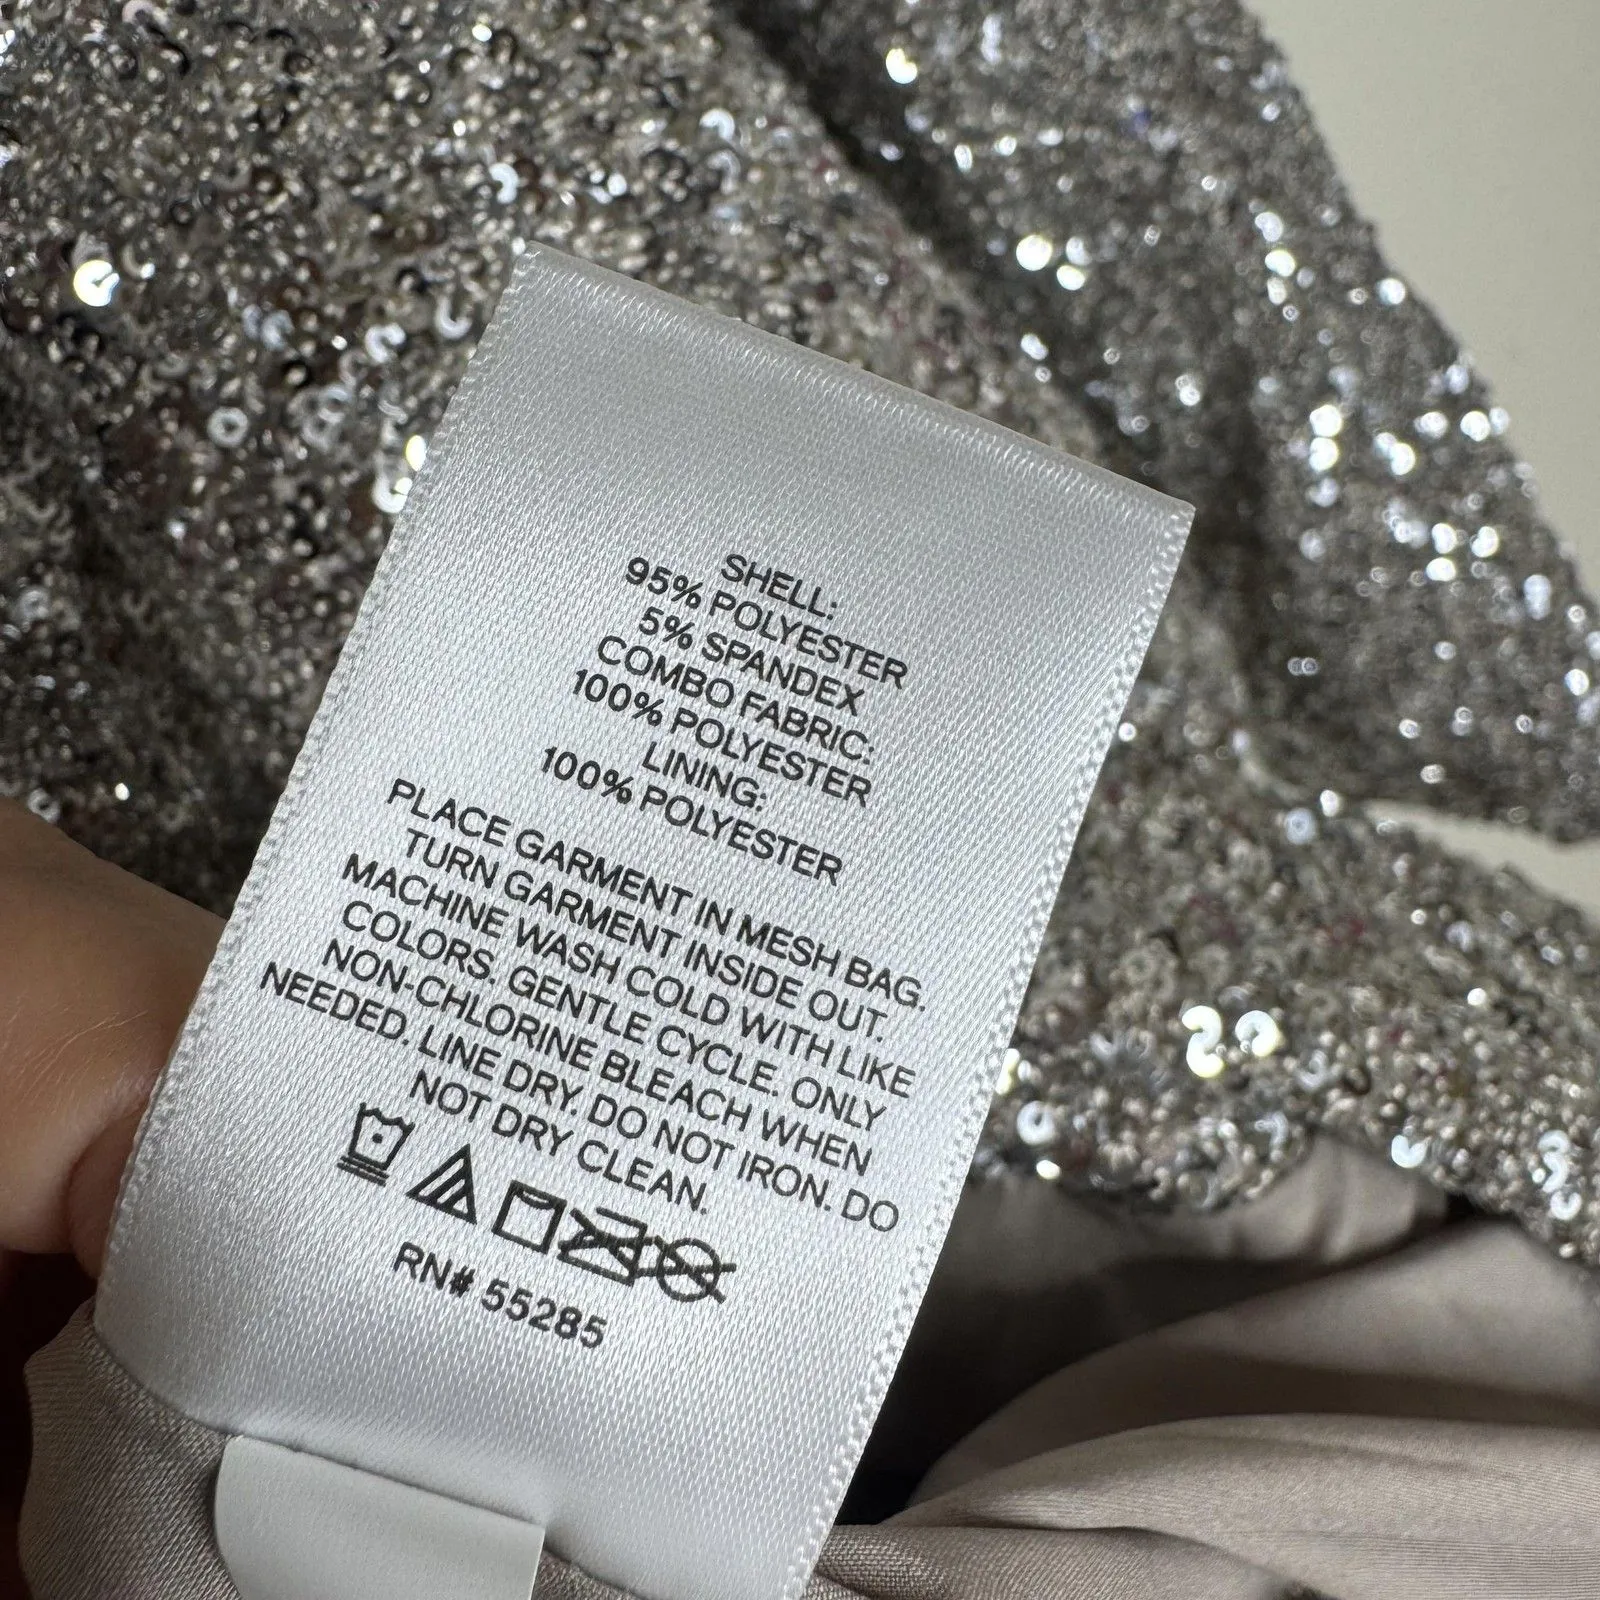 SHELL:
95% POLYESTER
5% SPANDEX
COMBO FABRIC:
100% POLYESTER
LINING:
100% POLYESTER
PLACE GARMENT IN MESH BAG.
TURN GARMENT INSIDE OUT.
MACHINE WASH COLD WITH LIKE
COLORS. GENTLE CYCLE. ONLY
NON-CHLORINE BLEACH WHEN
NEEDED. LINE DRY. DO NOT IRON. DO
NOT DRY CLEAN.
RN# 55285